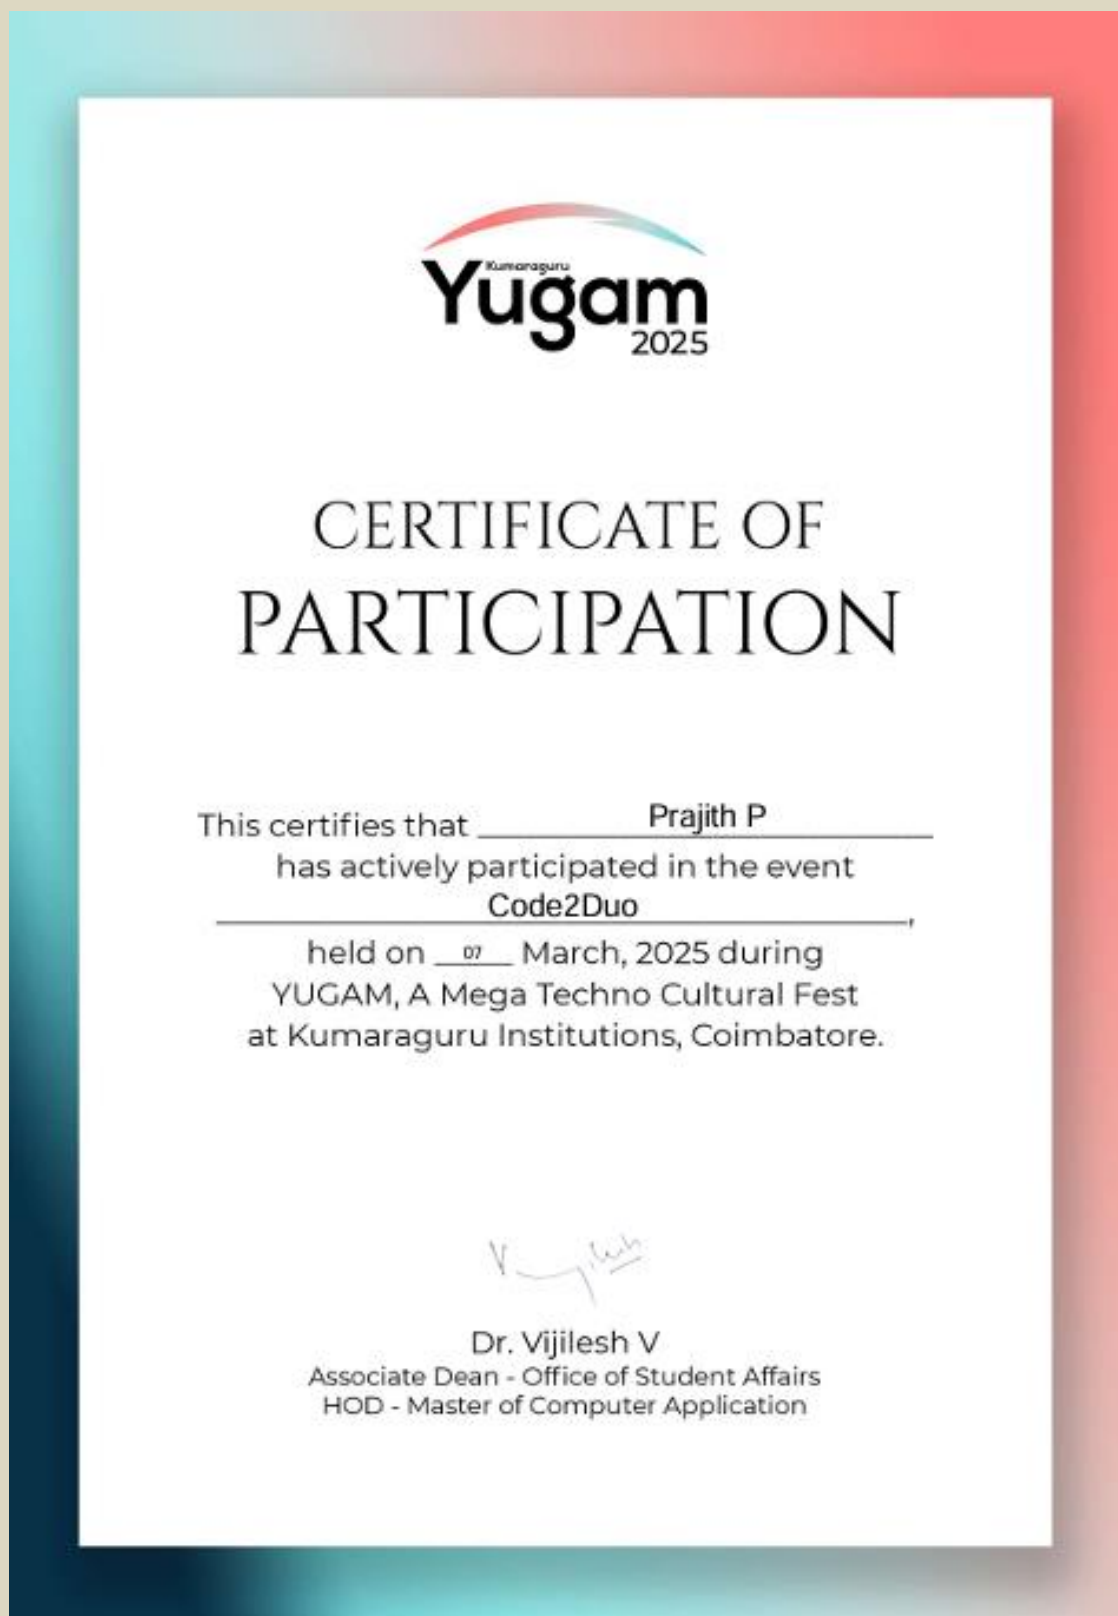 Kumaraguru
Yugam
2025
CERTIFICATE OF
PARTICIPATION
This certifies that Prajith P
has actively participated in the event
Code2Duo,
held on 07 March, 2025 during
YUGAM, A Mega Techno Cultural Fest
at Kumaraguru Institutions, Coimbatore.
Dr. Vijilesh V
Associate Dean - Office of Student Affairs
HOD - Master of Computer Application